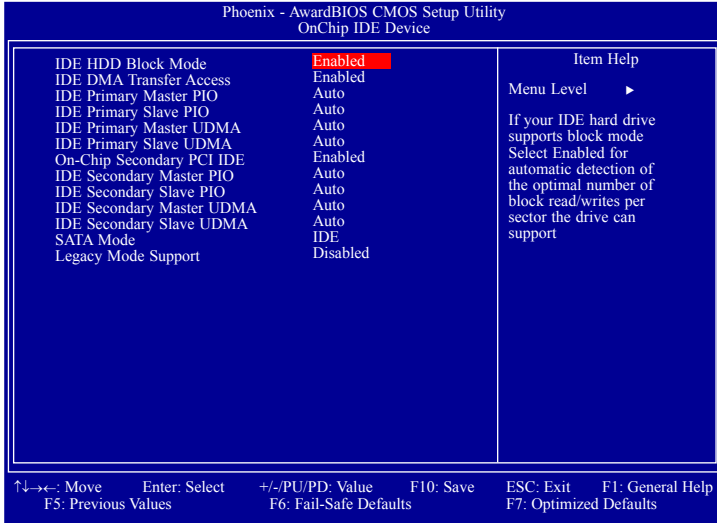 Phoenix - AwardBIOS CMOS Setup Utility
OnChip IDE Device
IDE HDD Block Mode Enabled
IDE DMA Transfer Access Enabled
IDE Primary Master PIO Auto
IDE Primary Slave PIO Auto
IDE Primary Master UDMA Auto
IDE Primary Slave UDMA Auto
On-Chip Secondary PCI IDE Enabled
IDE Secondary Master PIO Auto
IDE Secondary Slave PIO Auto
IDE Secondary Master UDMA Auto
IDE Secondary Slave UDMA Auto
SATA Mode IDE
Legacy Mode Support Disabled
Item Help
Menu Level ►
If your IDE hard drive
supports block mode
Select Enabled for
automatic detection of
the optimal number of
block read/writes per
sector the drive can
support
↑↓→←: Move Enter: Select +/-/PU/PD: Value F10: Save ESC: Exit F1: General Help
F5: Previous Values F6: Fail-Safe Defaults F7: Optimized Defaults